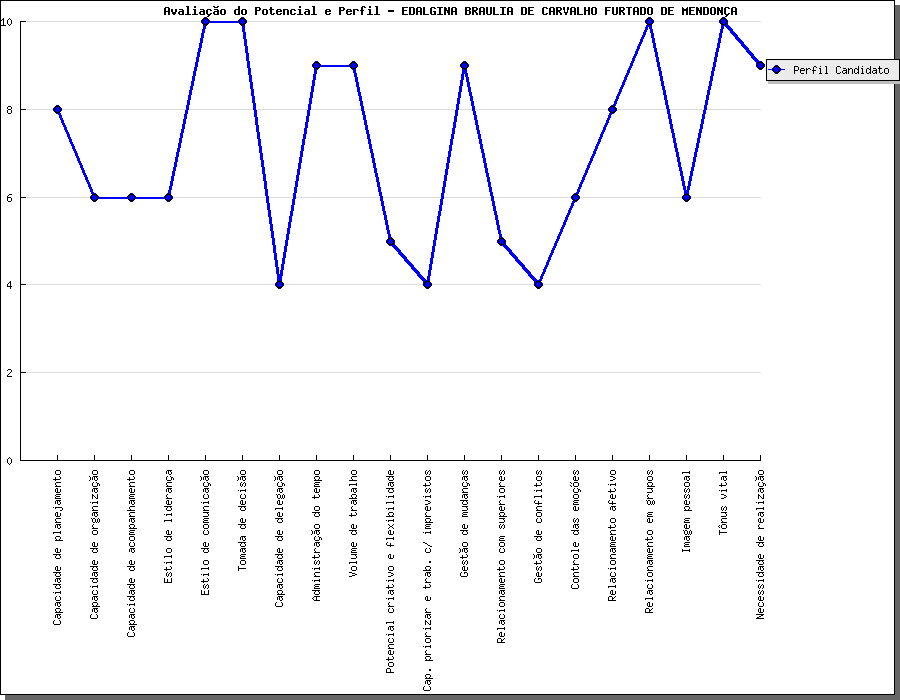 Avaliação do Potencial e Perfil - EDALGINA BRAULIA DE CARVALHO FURTADO DE MENDONÇA
10
8
6
4
2
0
Perfil Candidato
Capacidade de planejamento
Capacidade de organização
Capacidade de acompanhamento
Estilo de liderança
Estilo de comunicação
Tomada de decisão
Capacidade de delegação
Administração do tempo
Volume de trabalho
Potencial criativo e flexibilidade
Cap. priorizar e trab. c/ imprevistos
Gestão de mudanças
Relacionamento com superiores
Gestão de conflitos
Controle das emoções
Relacionamento afetivo
Relacionamento em grupos
Imagem pessoal
Tônus vital
Necessidade de realização